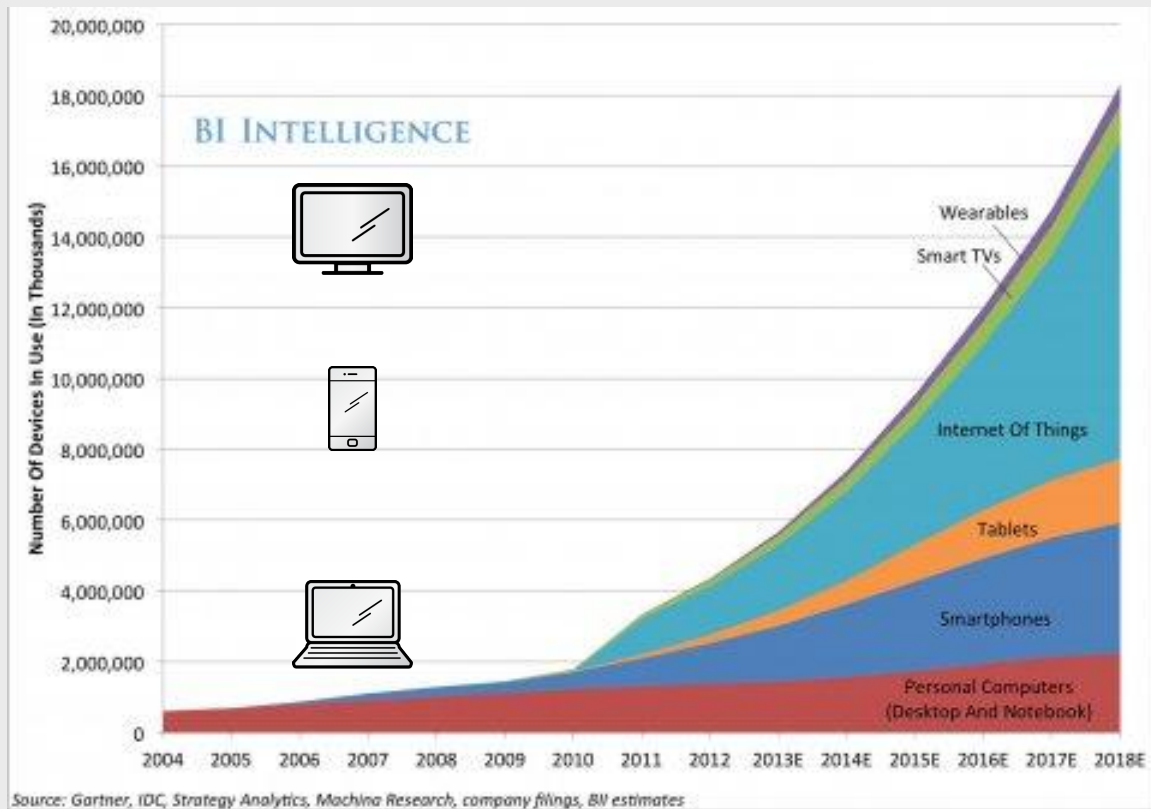 20,000,000
18,000,000
16,000,000
14,000,000
12,000,000
10,000,000
8,000,000
6,000,000
4,000,000
2,000,000
0
Number Of Devices In Use (In Thousands)
BI INTELLIGENCE
Wearables
Smart TVs
Internet Of Things
Tablets
Smartphones
Personal Computers
(Desktop And Notebook)
2004 2005 2006 2007 2008 2009 2010 2011 2012 2013E 2014E 2015E 2016E 2017E 2018E
Source: Gartner, IDC, Strategy Analytics, Machina Research, company filings, BII estimates